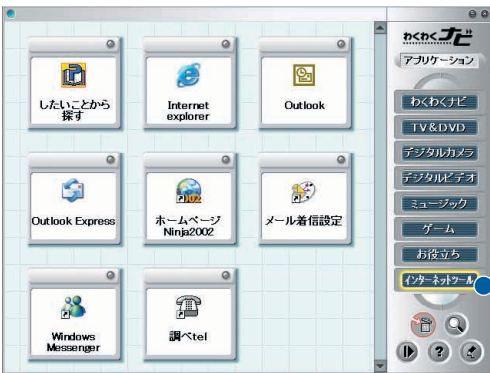 したいことから
探す
Internet
explorer
Outlook
Outlook Express
ホームページ
Ninja2002
メール着信設定
Windows
Messenger
調べtel
わくわくナビ
アプリケーション
わくわくナビ
TV&DVD
デジタルカメラ
デジタルビデオ
ミュージック
ゲーム
お役立ち
インターネットツール